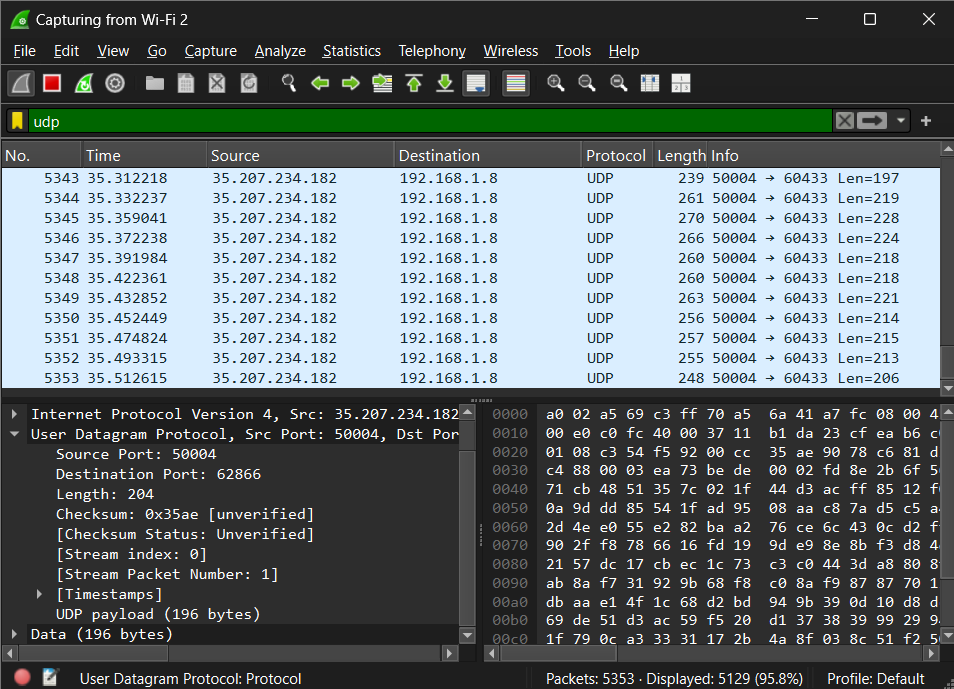 Capturing from Wi-Fi 2
File Edit View Go Capture Analyze Statistics Telephony Wireless Tools Help
udp
No. Time Source Destination Protocol Length Info
5343 35.312218 35.207.234.182 192.168.1.8 UDP 239 50004 → 60433 Len=197
5344 35.332237 35.207.234.182 192.168.1.8 UDP 261 50004 → 60433 Len=219
5345 35.359041 35.207.234.182 192.168.1.8 UDP 270 50004 → 60433 Len=228
5346 35.372238 35.207.234.182 192.168.1.8 UDP 266 50004 → 60433 Len=224
5347 35.391984 35.207.234.182 192.168.1.8 UDP 260 50004 → 60433 Len=218
5348 35.422361 35.207.234.182 192.168.1.8 UDP 260 50004 → 60433 Len=218
5349 35.432852 35.207.234.182 192.168.1.8 UDP 263 50004 → 60433 Len=221
5350 35.452449 35.207.234.182 192.168.1.8 UDP 256 50004 → 60433 Len=214
5351 35.474824 35.207.234.182 192.168.1.8 UDP 257 50004 → 60433 Len=215
5352 35.493315 35.207.234.182 192.168.1.8 UDP 255 50004 → 60433 Len=213
5353 35.512615 35.207.234.182 192.168.1.8 UDP 248 50004 → 60433 Len=206
Internet Protocol Version 4, Src: 35.207.234.182
User Datagram Protocol, Src Port: 50004, Dst Por
Source Port: 50004
Destination Port: 62866
Length: 204
Checksum: 0x35ae [unverified]
[Checksum Status: Unverified]
[Stream index: 0]
[Stream Packet Number: 1]
[Timestamps]
UDP payload (196 bytes)
Data (196 bytes)
0000 a0 02 a5 69 c3 ff 70 a5 6a 41 a7 fc 08 00 4
0010 00 e0 c0 fc 40 00 37 11 b1 da 23 cf ea b6 c
0020 01 08 c3 54 f5 92 00 cc 35 ae 90 78 c6 81 d
0030 c4 88 00 03 ea 73 be de 00 02 fd 8e 2b 6f 5
0040 71 cb 48 51 35 7c 02 1f 44 d3 ac ff 85 12 f
0050 0a 9d dd 85 54 1f ad 95 08 aa c8 7a d5 c5 a
0060 2d 4e e0 55 e2 82 ba a2 76 ce 6c 43 0c d2 f
0070 90 2f f8 78 66 16 fd 19 9d e9 8e 8b f3 d8 4
0080 21 57 dc 17 cb ec 1c 73 c3 c0 44 3d a8 80 8
0090 ab 8a f7 31 92 9b 68 f8 c0 8a f9 87 87 70 1
00a0 db aa e1 4f 1c 68 d2 bd 94 9b 39 0d 10 d8 d
00b0 69 de 51 d3 ac 59 f5 20 d1 37 38 39 99 29 9
00c0 1f 79 0c a3 33 31 17 2b 4a 8f 03 8c 51 f2 5
User Datagram Protocol: Protocol
Packets: 5353 · Displayed: 5129 (95.8%)
Profile: Default